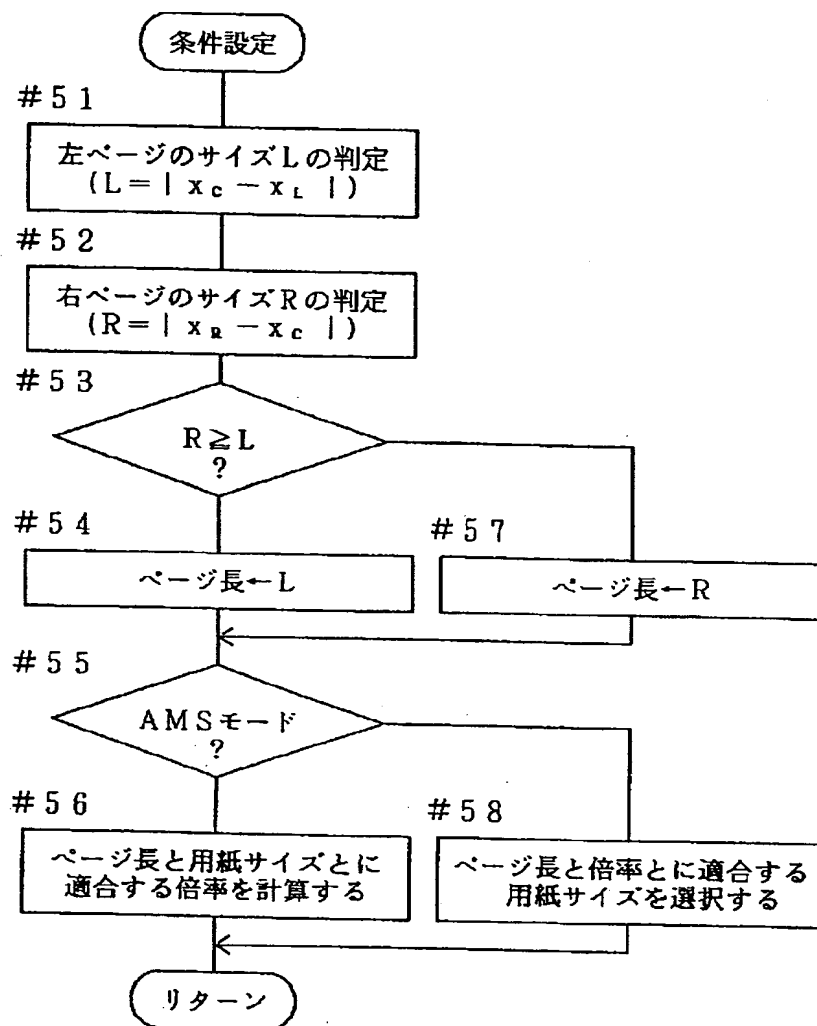 条件設定
#51
左ページのサイズLの判定
(L=|xC-xL|)
#52
右ページのサイズRの判定
(R=|xR-xC|)
#53
R≧L
?
#54
ページ長←L
#57
ページ長←R
#55
AMSモード
?
#56
ページ長と用紙サイズとに
適合する倍率を計算する
#58
ページ長と倍率とに適合する
用紙サイズを選択する
リターン